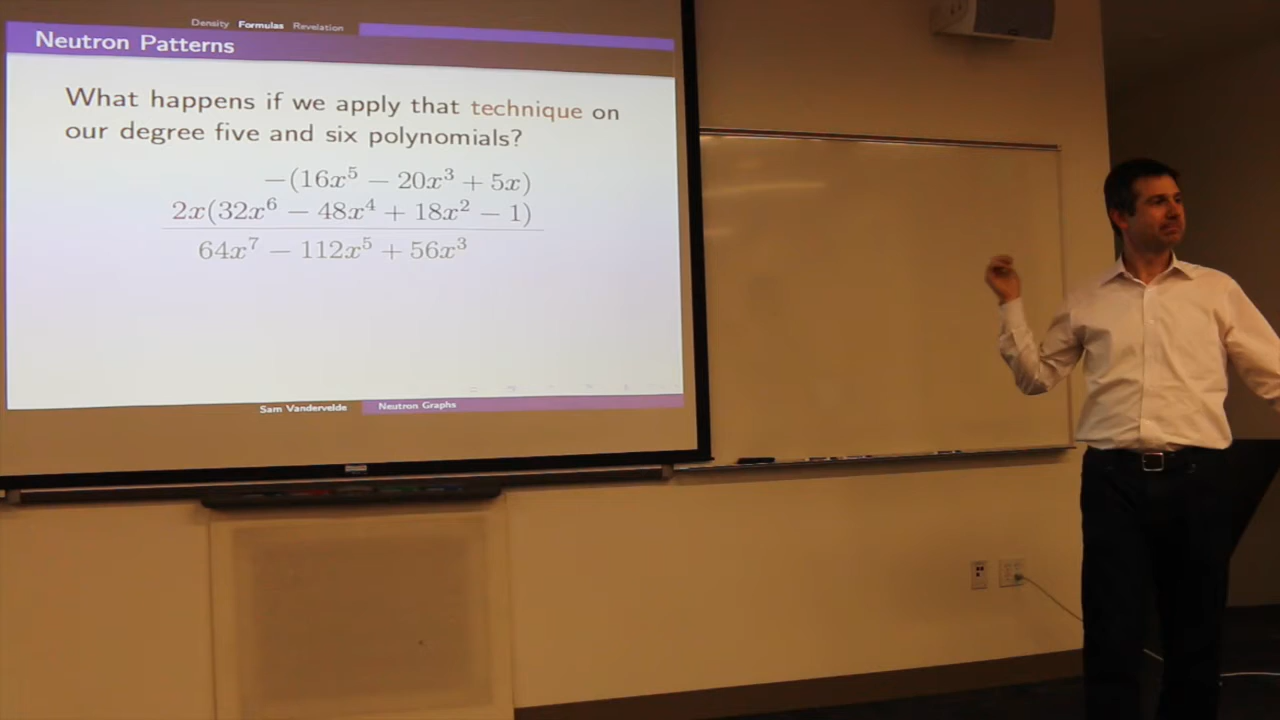 Density Formulas Revelation
Neutron Patterns
What happens if we apply that technique on
our degree five and six polynomials?
−(16x⁵ − 20x³ + 5x)
2x(32x⁶ − 48x⁴ + 18x² − 1)
64x⁷ − 112x⁵ + 56x³
Sam Vandervelde Neutron Graphs